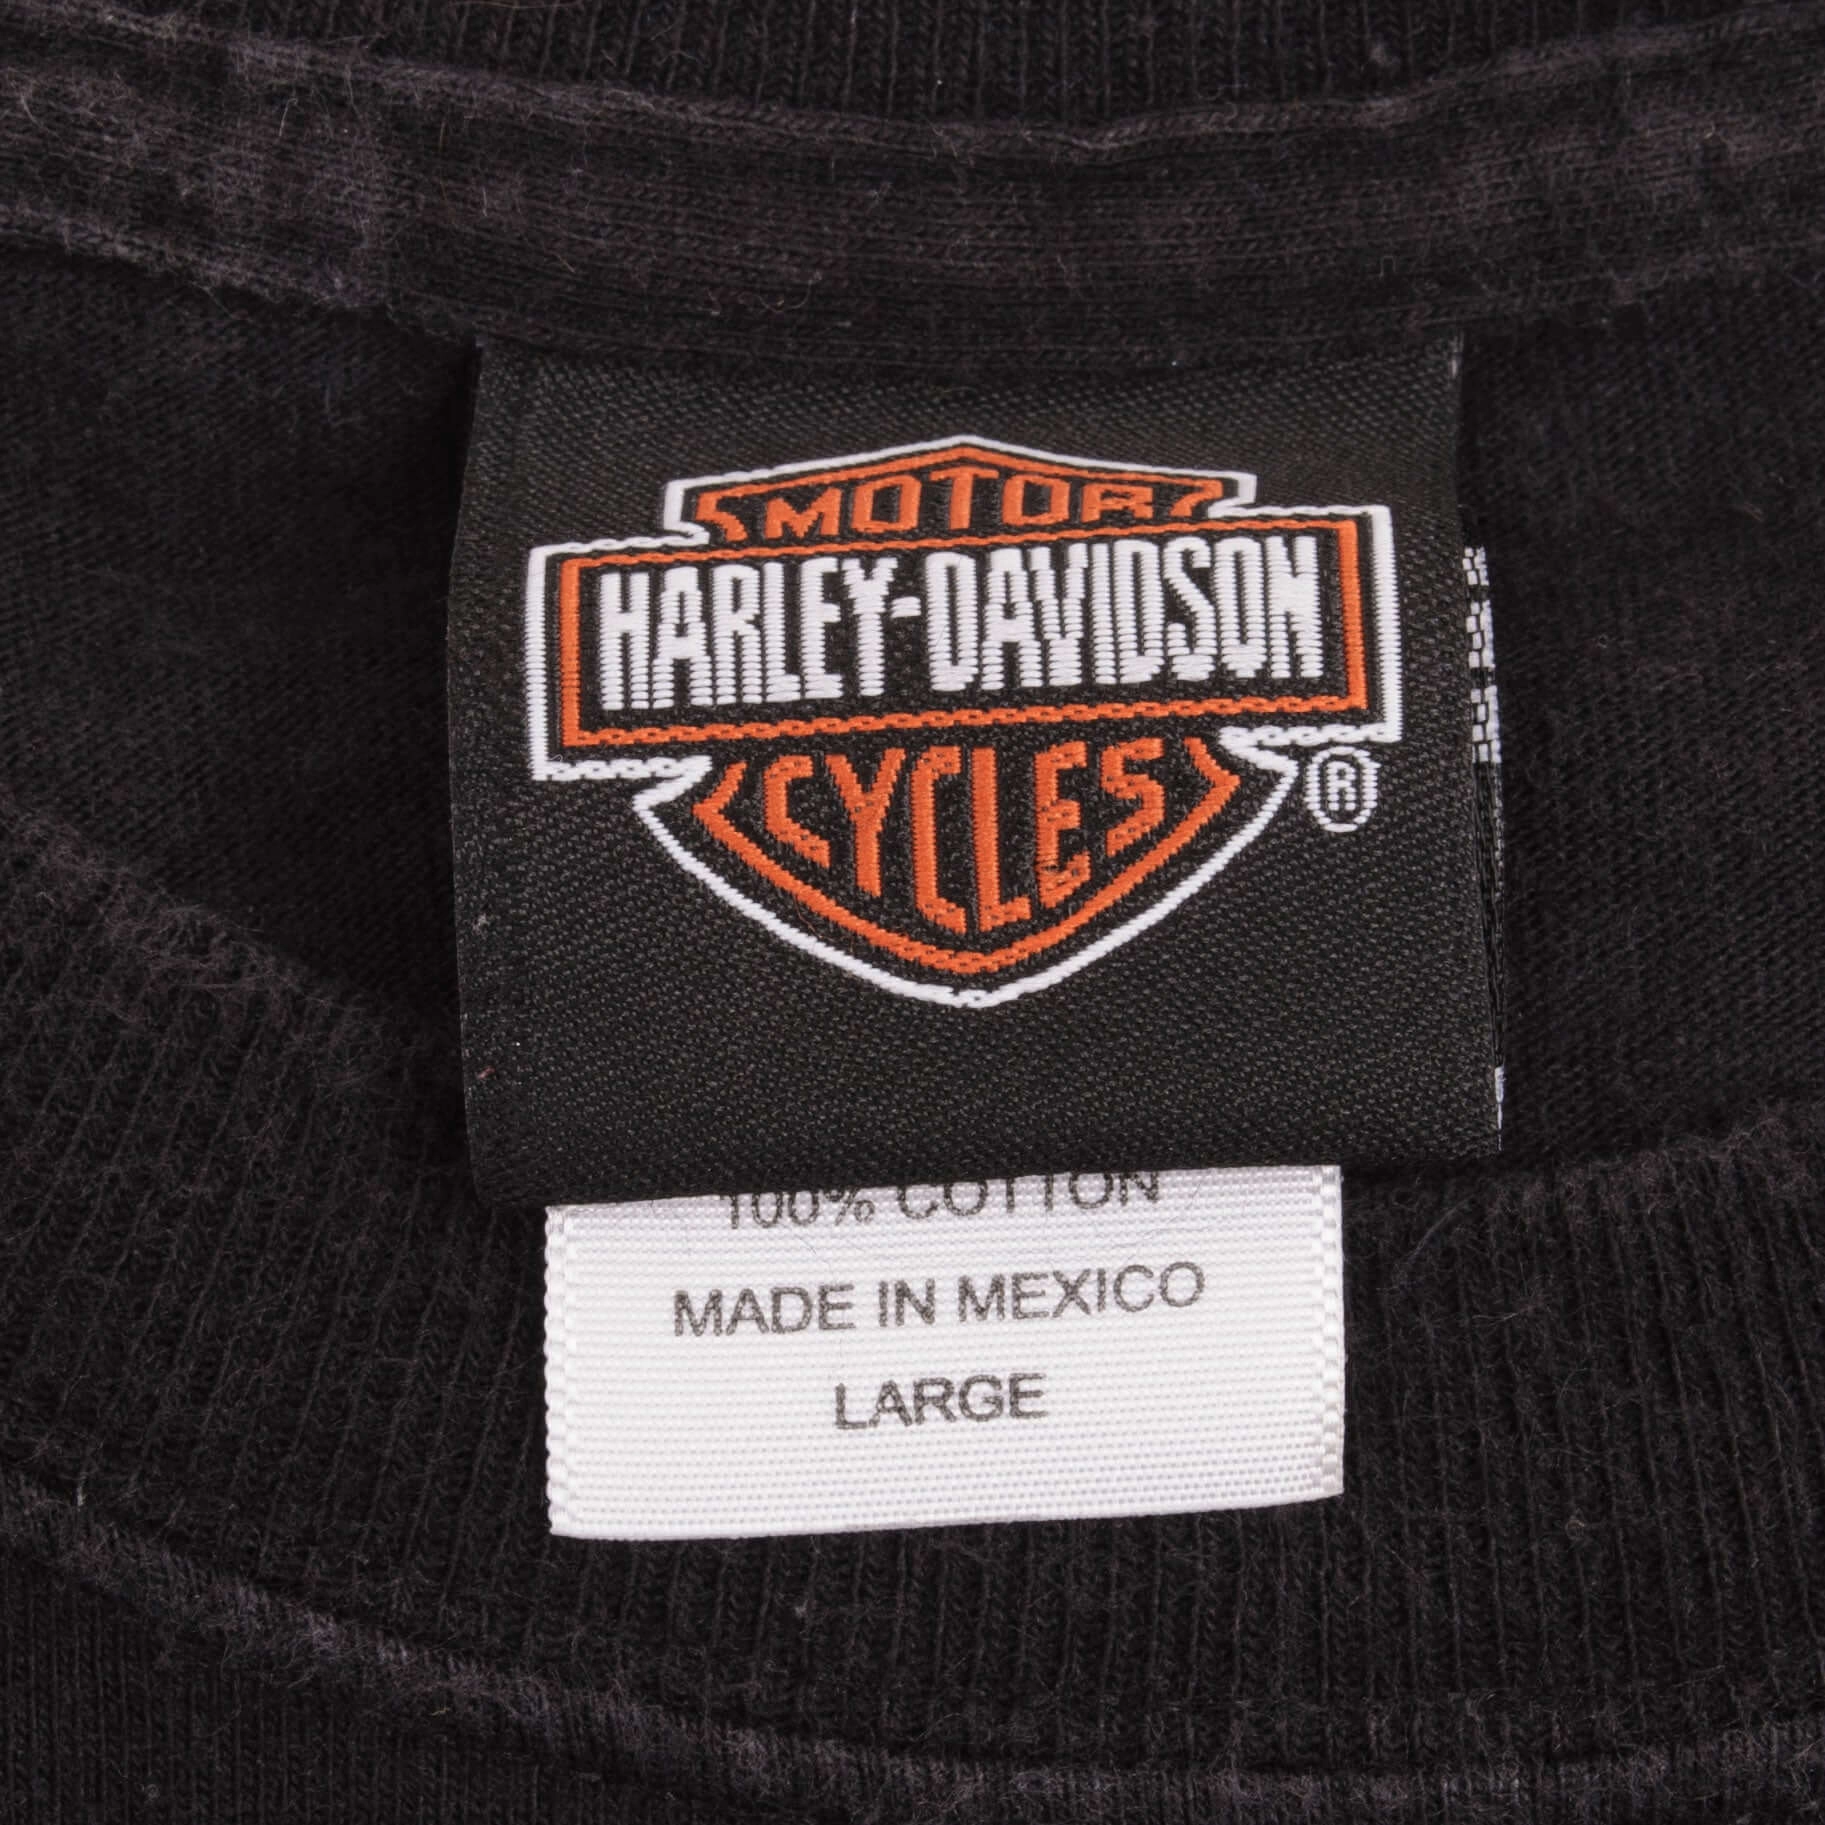 MOTOR
HARLEY-DAVIDSON
CYCLES
®
100% COTTON
MADE IN MEXICO
LARGE